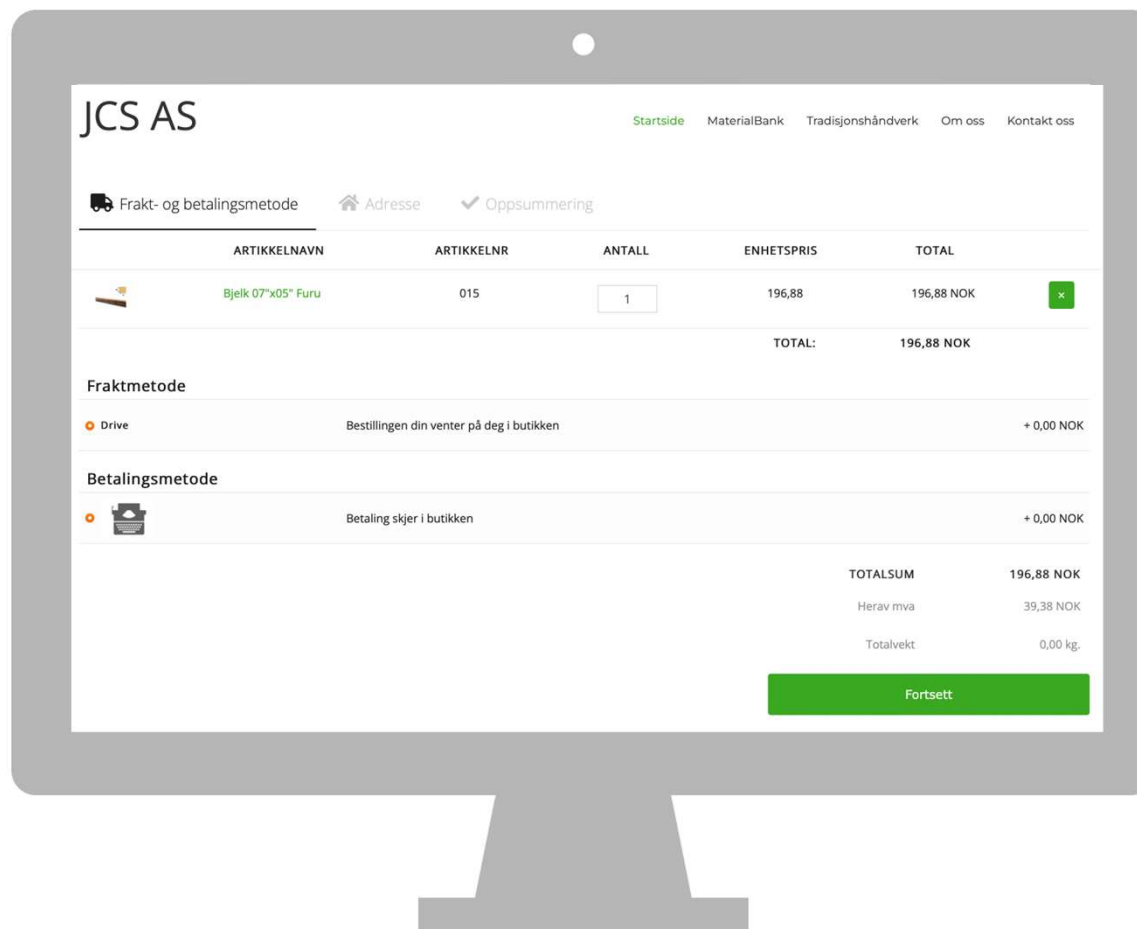 JCS AS
Startside MaterialBank Tradisjonshåndverk Om oss Kontakt oss
Frakt- og betalingsmetode Adresse Oppsummering
ARTIKKELNAVN ARTIKKELNR ANTALL ENHETSPRIS TOTAL
Bjelk 07"x05" Furu 015 1 196,88 196,88 NOK ×
TOTAL: 196,88 NOK
Fraktmetode
Drive Bestillingen din venter på deg i butikken + 0,00 NOK
Betalingsmetode
Betaling skjer i butikken + 0,00 NOK
TOTALSUM 196,88 NOK
Herav mva 39,38 NOK
Totalvekt 0,00 kg.
Fortsett